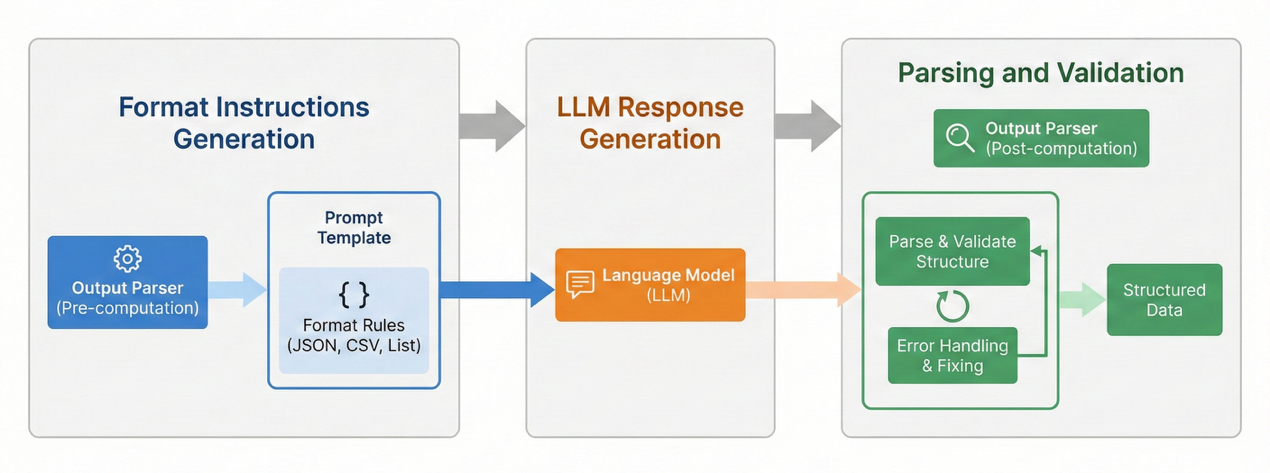 Format Instructions
Generation
Output Parser
(Pre-computation)
Prompt
Template
{ }
Format Rules
(JSON, CSV, List)
LLM Response
Generation
Language Model
(LLM)
Parsing and Validation
Output Parser
(Post-computation)
Parse & Validate
Structure
Error Handling
& Fixing
Structured
Data